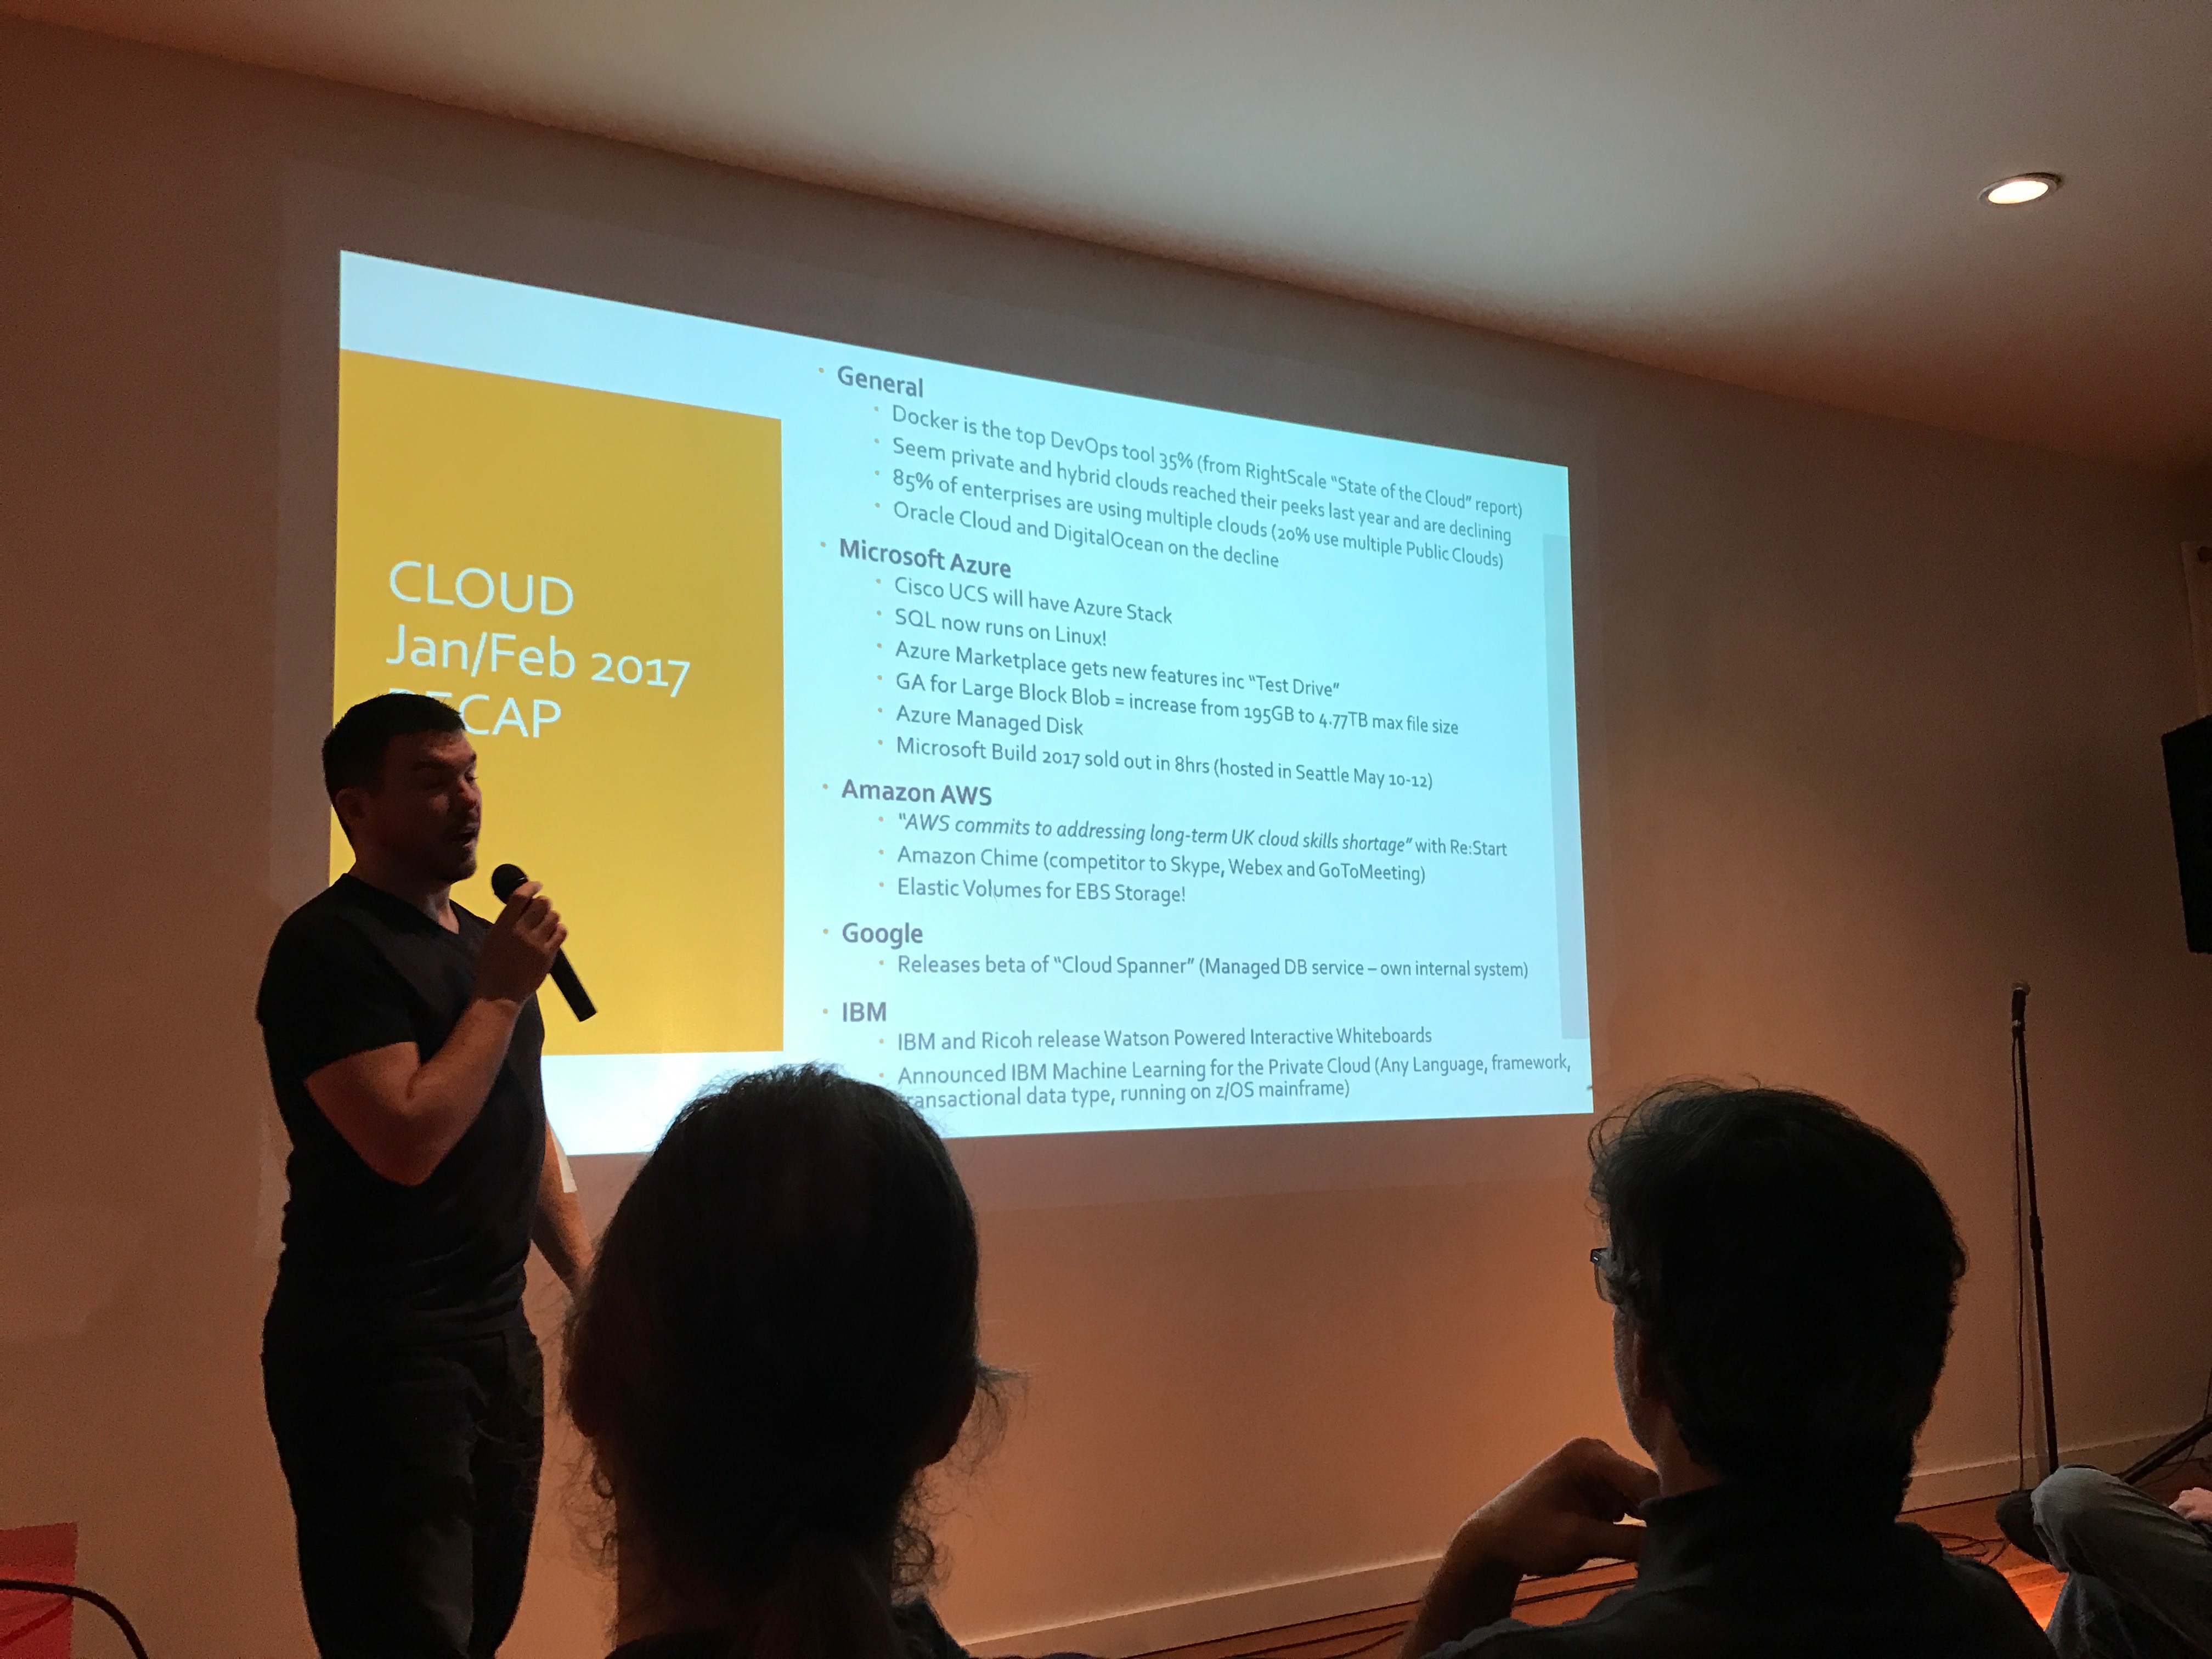 CLOUD
Jan/Feb 2017
RECAP
General
Docker is the top DevOps tool 35% (from RightScale "State of the Cloud" report)
Seem private and hybrid clouds reached their peeks last year and are declining
85% of enterprises are using multiple clouds (20% use multiple Public Clouds)
Oracle Cloud and DigitalOcean on the decline
Microsoft Azure
Cisco UCS will have Azure Stack
SQL now runs on Linux!
Azure Marketplace gets new features inc "Test Drive"
GA for Large Block Blob = increase from 195GB to 4.77TB max file size
Azure Managed Disk
Microsoft Build 2017 sold out in 8hrs (hosted in Seattle May 10-12)
Amazon AWS
"AWS commits to addressing long-term UK cloud skills shortage" with Re:Start
Amazon Chime (competitor to Skype, Webex and GoToMeeting)
Elastic Volumes for EBS Storage!
Google
Releases beta of "Cloud Spanner" (Managed DB service – own internal system)
IBM
IBM and Ricoh release Watson Powered Interactive Whiteboards
Announced IBM Machine Learning for the Private Cloud (Any Language, framework,
transactional data type, running on z/OS mainframe)